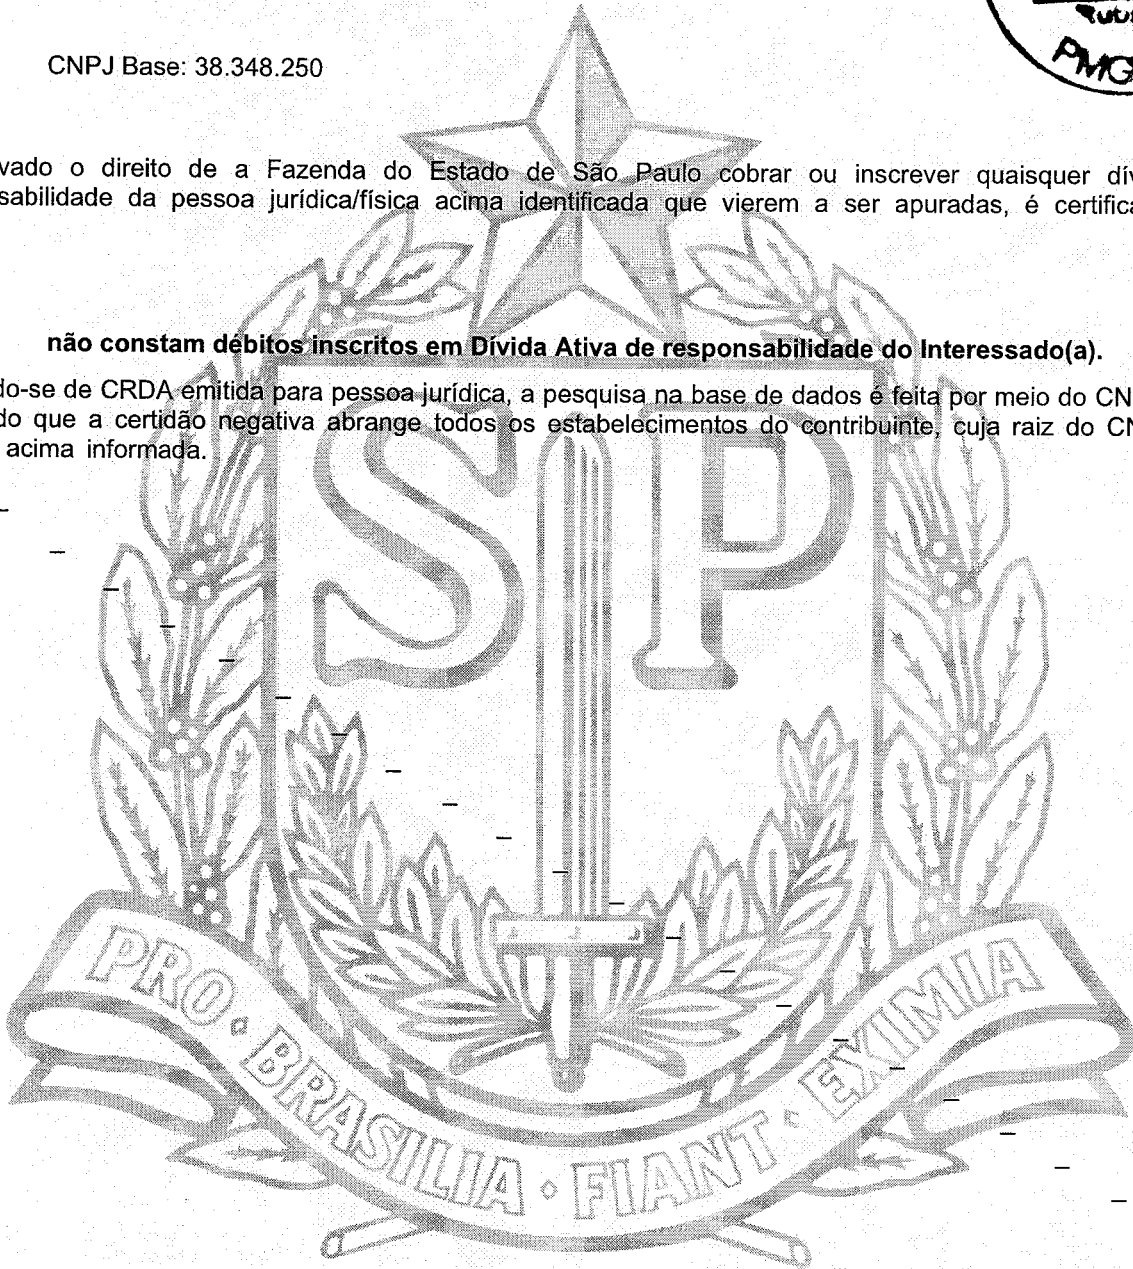 CNPJ Base: 38.348.250
PMG
vado o direito de a Fazenda do Estado de São Paulo cobrar ou inscrever quaisquer dív
sabilidade da pessoa jurídica/física acima identificada que vierem a ser apuradas, é certifica
não constam débitos inscritos em Dívida Ativa de responsabilidade do Interessado(a).
do-se de CRDA emitida para pessoa jurídica, a pesquisa na base de dados é feita por meio do CN
do que a certidão negativa abrange todos os estabelecimentos do contribuinte, cuja raiz do CN
acima informada.
SP
PRO · BRASILIA · FIANT · EXIMIA